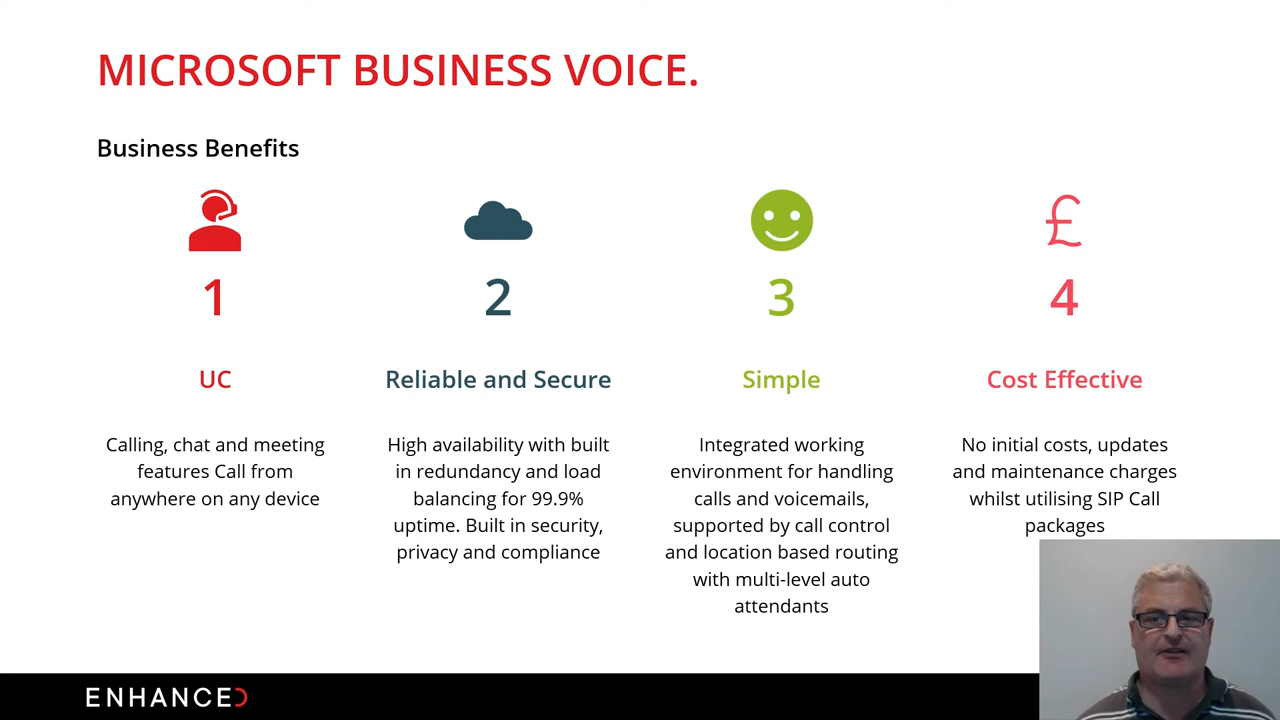 MICROSOFT BUSINESS VOICE.
Business Benefits
1
2
3
4
UC
Reliable and Secure
Simple
Cost Effective
Calling, chat and meeting
features Call from
anywhere on any device
High availability with built
in redundancy and load
balancing for 99.9%
uptime. Built in security,
privacy and compliance
Integrated working
environment for handling
calls and voicemails,
supported by call control
and location based routing
with multi-level auto
attendants
No initial costs, updates
and maintenance charges
whilst utilising SIP Call
packages
ENHANCED